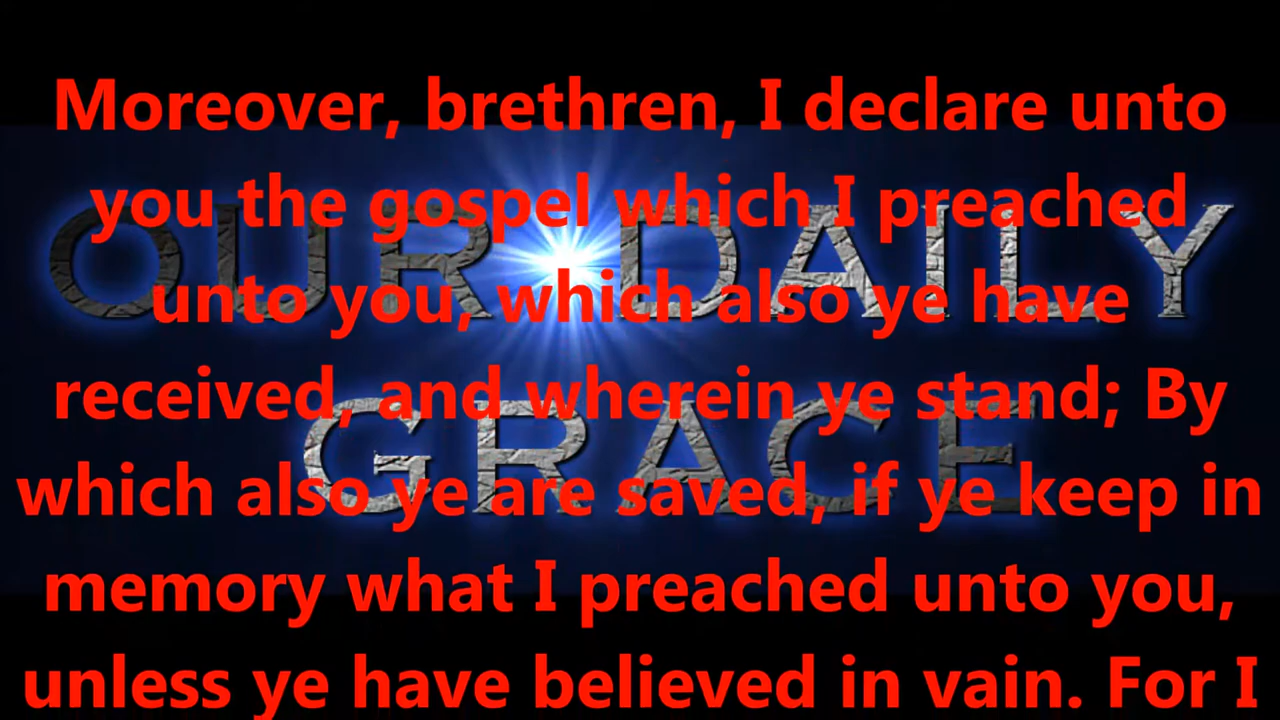 Moreover, brethren, I declare unto
you the gospel which I preached
OUR DAILY
unto you, which also ye have
received, and wherein ye stand; By
GRACE
which also ye are saved, if ye keep in
memory what I preached unto you,
unless ye have believed in vain. For I